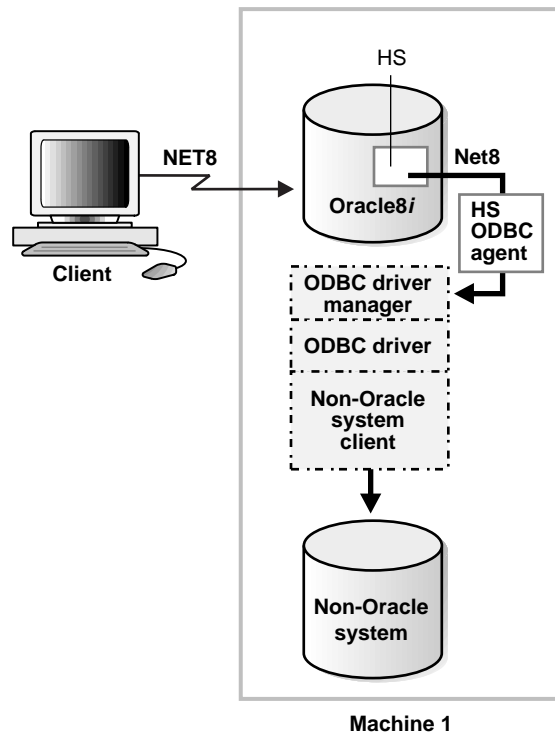 HS
NET8
Net8
Oracle8i
HS
ODBC
agent
Client
ODBC driver
manager
ODBC driver
Non-Oracle
system
client
Non-Oracle
system
Machine 1